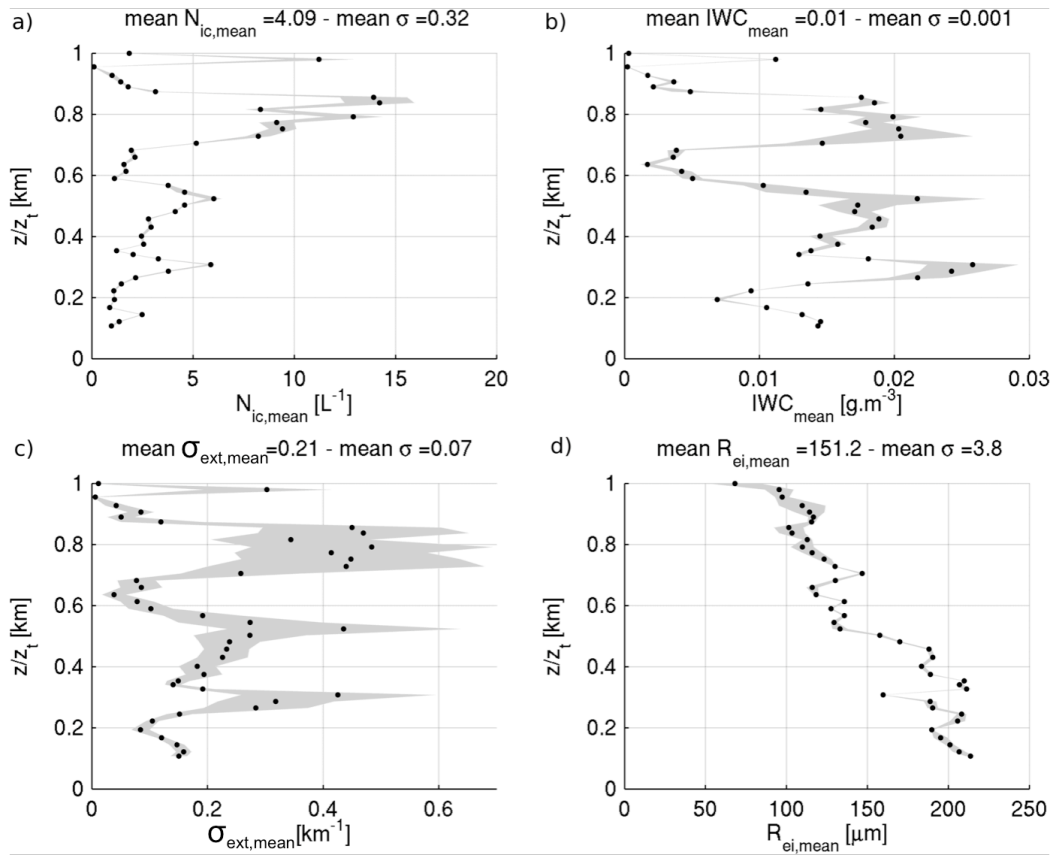 a) mean N_ic,mean =4.09 - mean σ =0.32
1
0.8
0.6
0.4
0.2
0
z/z_t [km]
0 5 10 15 20
N_ic,mean [L^-1]
b) mean IWC_mean =0.01 - mean σ =0.001
1
0.8
0.6
0.4
0.2
0
z/z_t [km]
0 0.01 0.02 0.03
IWC_mean [g.m^-3]
c) mean σ_ext,mean =0.21 - mean σ =0.07
1
0.8
0.6
0.4
0.2
0
z/z_t [km]
0 0.2 0.4 0.6
σ_ext,mean [km^-1]
d) mean R_ei,mean =151.2 - mean σ =3.8
1
0.8
0.6
0.4
0.2
0
z/z_t [km]
0 50 100 150 200 250
R_ei,mean [μm]